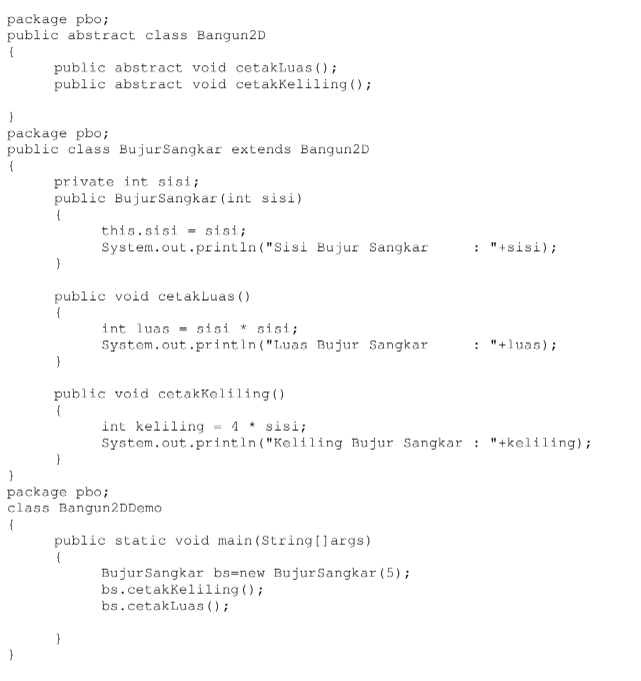 package pbo;
public abstract class Bangun2D
{
public abstract void cetakLuas();
public abstract void cetakKeliling();
}
package pbo;
public class BujurSangkar extends Bangun2D
{
private int sisi;
public BujurSangkar(int sisi)
{
this.sisi = sisi;
System.out.println("Sisi Bujur Sangkar     : "+sisi);
}
public void cetakLuas()
{
int luas = sisi * sisi;
System.out.println("Luas Bujur Sangkar     : "+luas);
}
public void cetakKeliling()
{
int keliling = 4 * sisi;
System.out.println("Keliling Bujur Sangkar : "+keliling);
}
}
package pbo;
class Bangun2DDemo
{
public static void main(String[]args)
{
BujurSangkar bs=new BujurSangkar(5);
bs.cetakKeliling();
bs.cetakLuas();
}
}